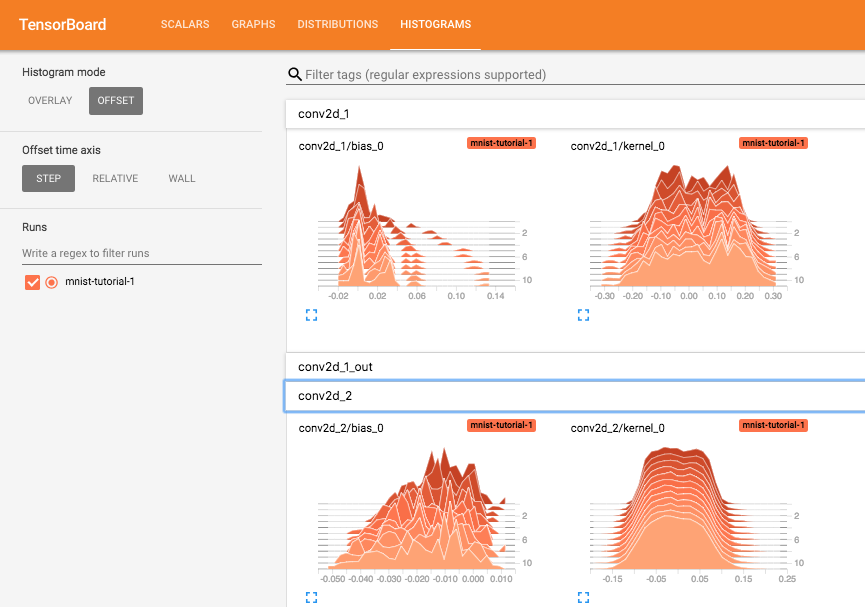 TensorBoard SCALARS GRAPHS DISTRIBUTIONS HISTOGRAMS
Histogram mode
OVERLAY OFFSET
Offset time axis
STEP RELATIVE WALL
Runs
Write a regex to filter runs
mnist-tutorial-1
Filter tags (regular expressions supported)
conv2d_1
conv2d_1/bias_0 mnist-tutorial-1
2
6
10
-0.02 0.02 0.06 0.10 0.14
conv2d_1/kernel_0 mnist-tutorial-1
2
6
10
-0.30 -0.20 -0.10 0.00 0.10 0.20 0.30
conv2d_1_out
conv2d_2
conv2d_2/bias_0 mnist-tutorial-1
2
6
10
-0.050 -0.040 -0.030 -0.020 -0.010 0.000 0.010
conv2d_2/kernel_0 mnist-tutorial-1
2
6
10
-0.15 -0.05 0.05 0.15 0.25